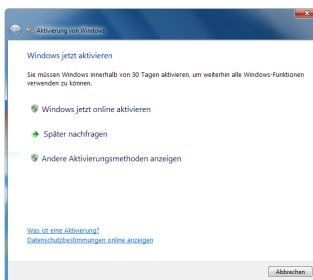 Aktivierung von Windows
Windows jetzt aktivieren
Sie müssen Windows innerhalb von 30 Tagen aktivieren, um weiterhin alle Windows-Funktionen
verwenden zu können.
Windows jetzt online aktivieren
Später nachfragen
Andere Aktivierungsmethoden anzeigen
Was ist eine Aktivierung?
Datenschutzbestimmungen online anzeigen
Abbrechen